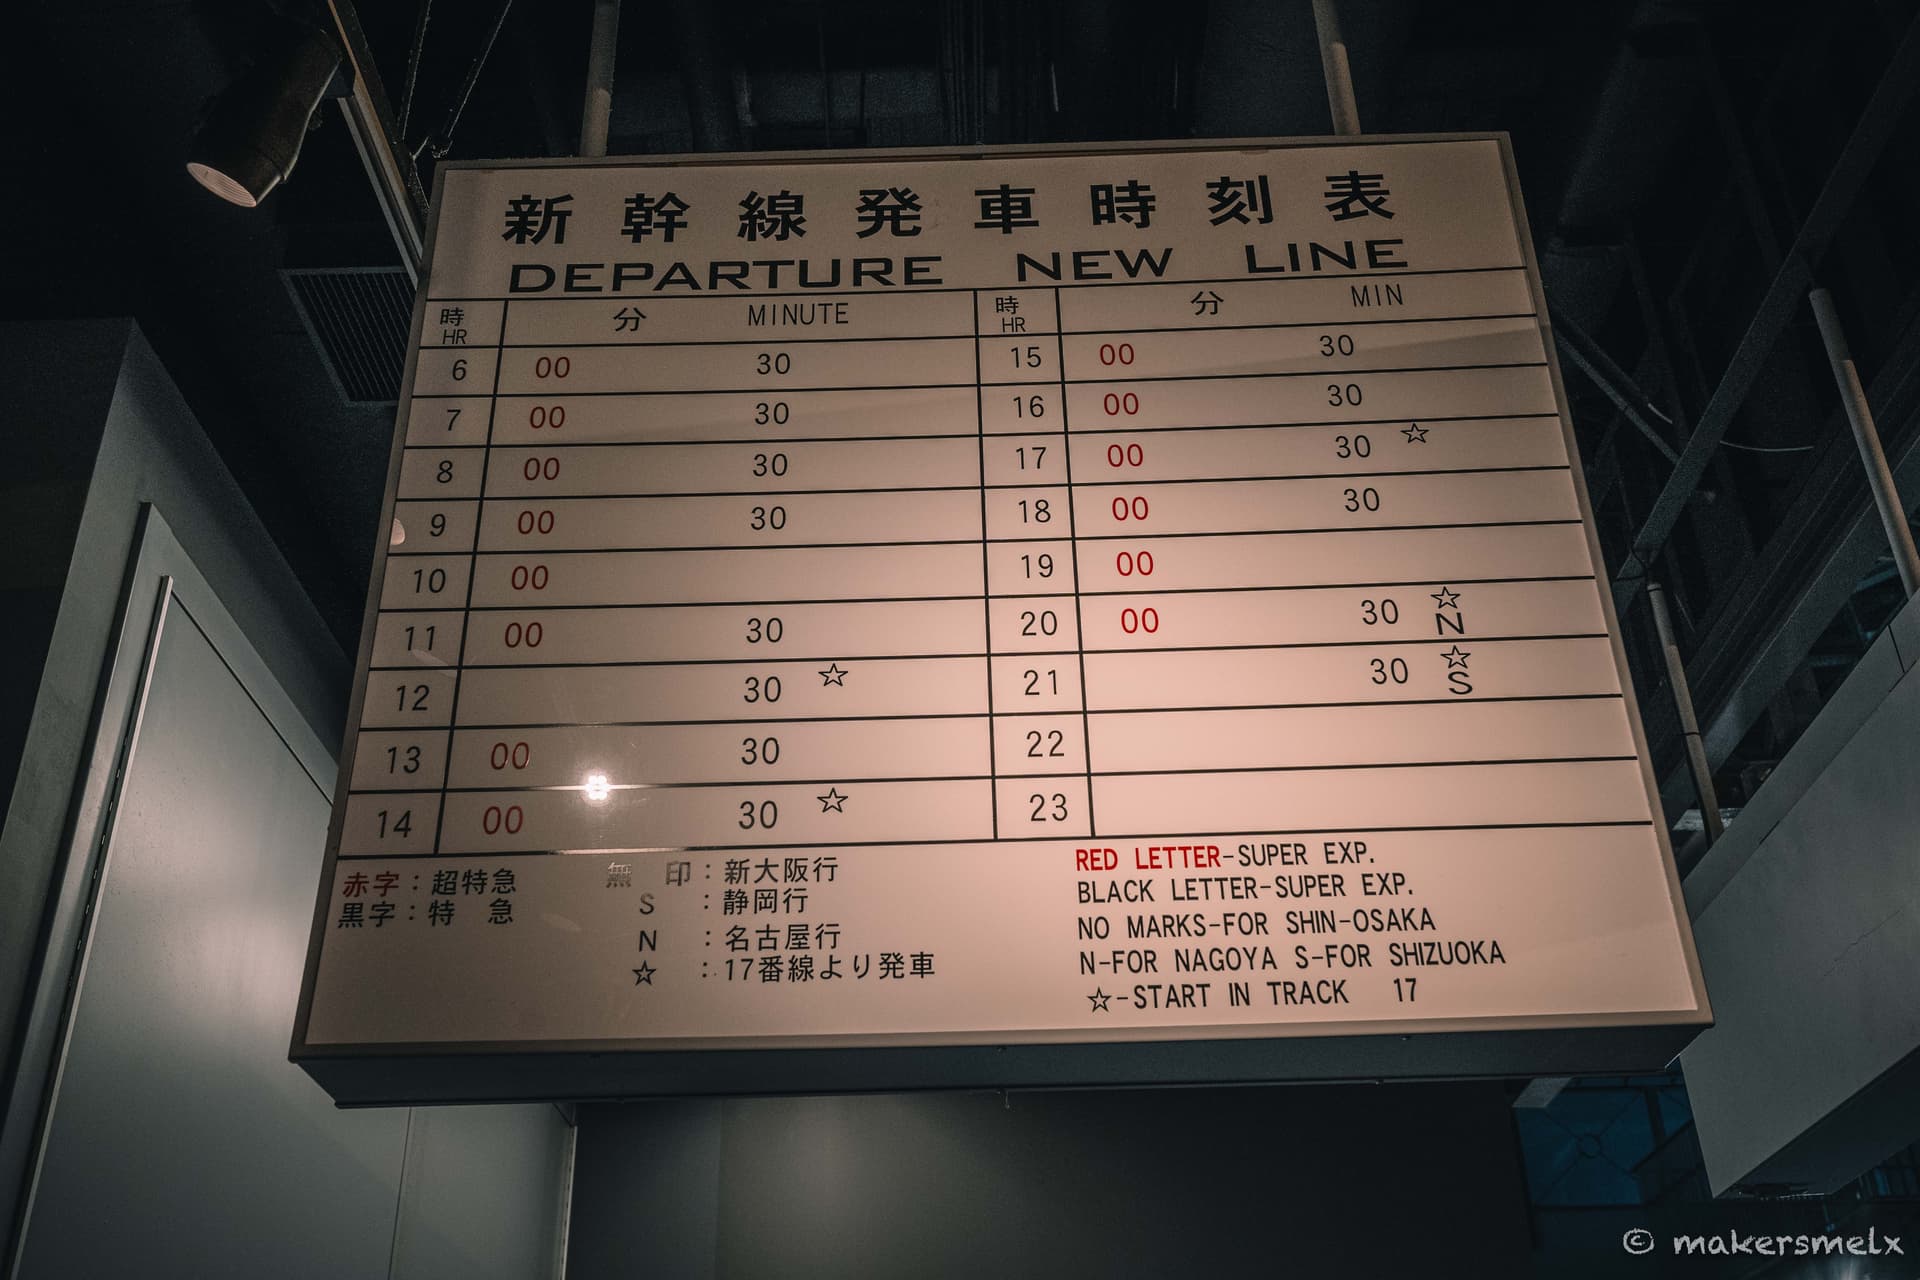 新幹線発車時刻表
DEPARTURE NEW LINE
時 HR 分 MINUTE 時 HR 分 MIN
6 00 30 15 00 30
7 00 30 16 00 30
8 00 30 17 00 30 ☆
9 00 30 18 00 30
10 00 19 00
11 00 30 20 00 30 ☆ N
12 30 ☆ 21 30 ☆ S
13 00 30 22
14 00 30 ☆ 23
赤字:超特急
黒字:特 急
無 印:新大阪行
S :静岡行
N :名古屋行
☆ :17番線より発車
RED LETTER-SUPER EXP.
BLACK LETTER-SUPER EXP.
NO MARKS-FOR SHIN-OSAKA
N-FOR NAGOYA S-FOR SHIZUOKA
☆-START IN TRACK 17
© makersmelx